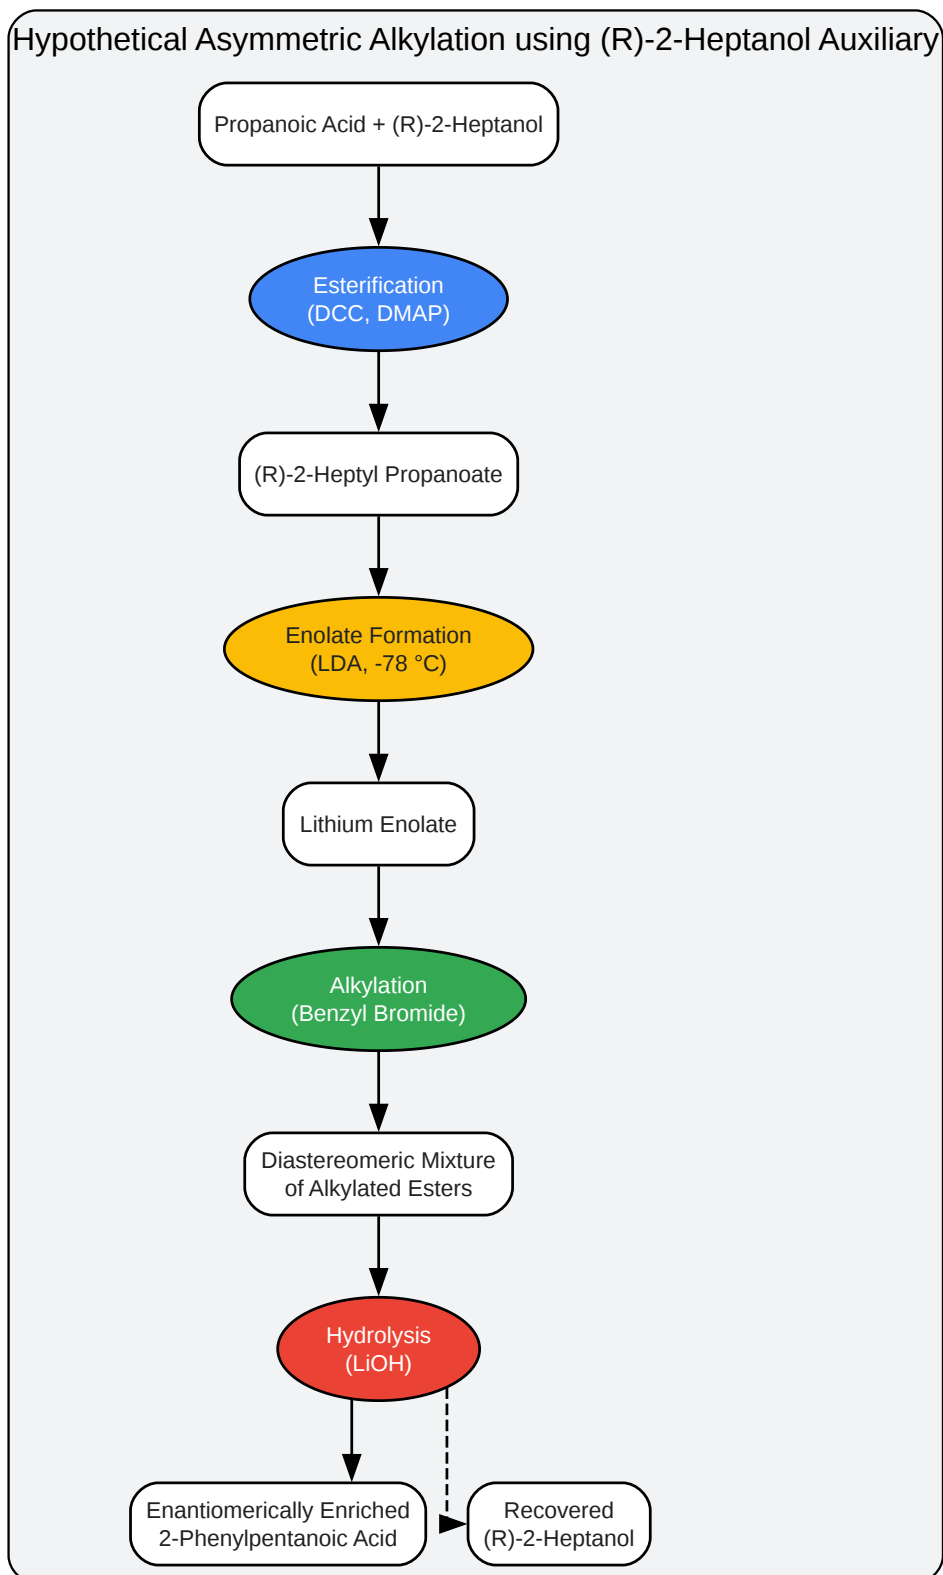 Hypothetical Asymmetric Alkylation using (R)-2-Heptanol Auxiliary
Propanoic Acid + (R)-2-Heptanol
Esterification
(DCC, DMAP)
(R)-2-Heptyl Propanoate
Enolate Formation
(LDA, -78 °C)
Lithium Enolate
Alkylation
(Benzyl Bromide)
Diastereomeric Mixture
of Alkylated Esters
Hydrolysis
(LiOH)
Enantiomerically Enriched
2-Phenylpentanoic Acid
Recovered
(R)-2-Heptanol